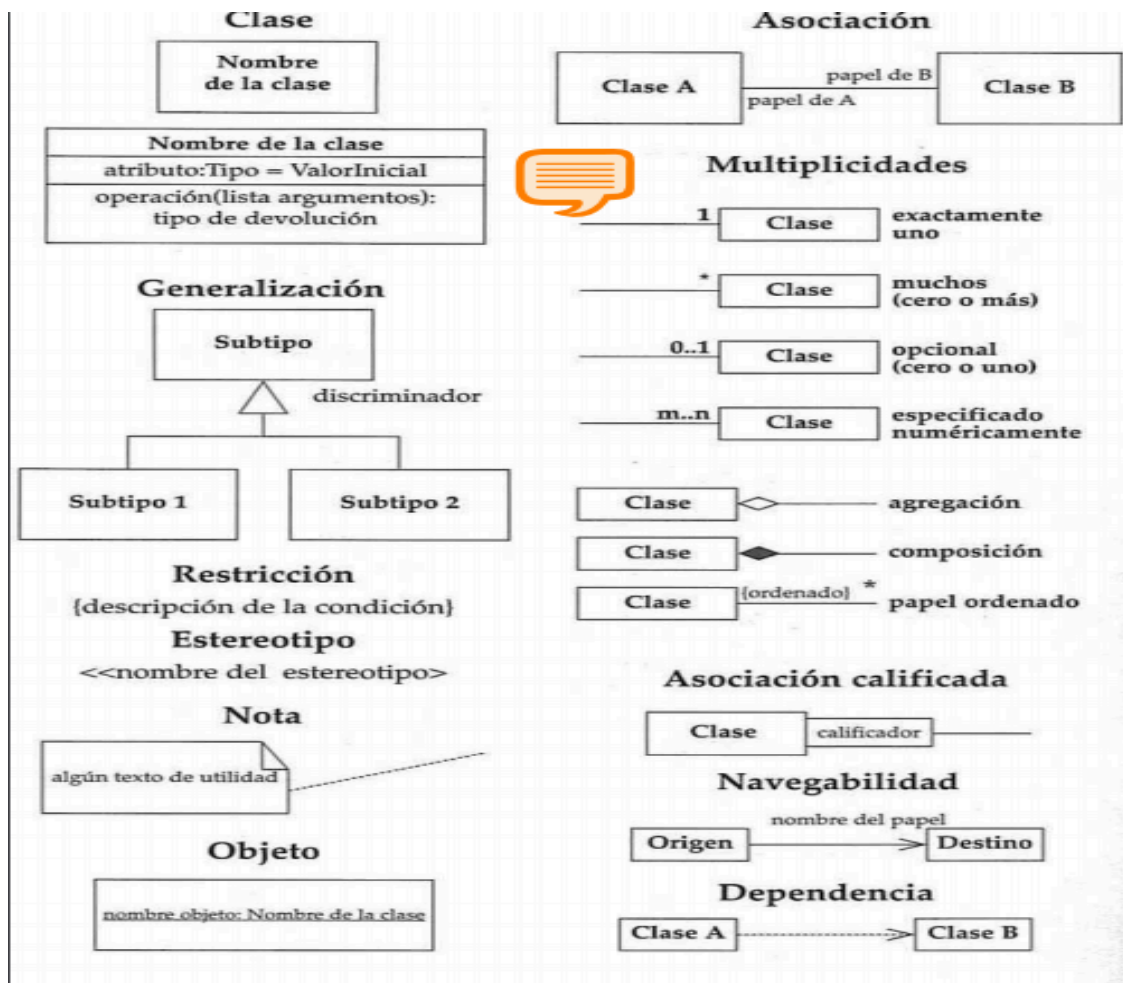 Clase
Nombre
de la clase
Nombre de la clase
atributo:Tipo = ValorInicial
operación(lista argumentos):
tipo de devolución
Generalización
Subtipo
discriminador
Subtipo 1
Subtipo 2
Restricción
{descripción de la condición}
Estereotipo
<<nombre del estereotipo>
Nota
algún texto de utilidad
Objeto
nombre objeto: Nombre de la clase
Asociación
Clase A
papel de B
papel de A
Clase B
Multiplicidades
1
Clase
exactamente
uno
*
Clase
muchos
(cero o más)
0..1
Clase
opcional
(cero o uno)
m..n
Clase
especificado
numéricamente
Clase
agregación
Clase
composición
Clase
{ordenado}
*
papel ordenado
Asociación calificada
Clase
calificador
Navegabilidad
nombre del papel
Origen
Destino
Dependencia
Clase A
Clase B